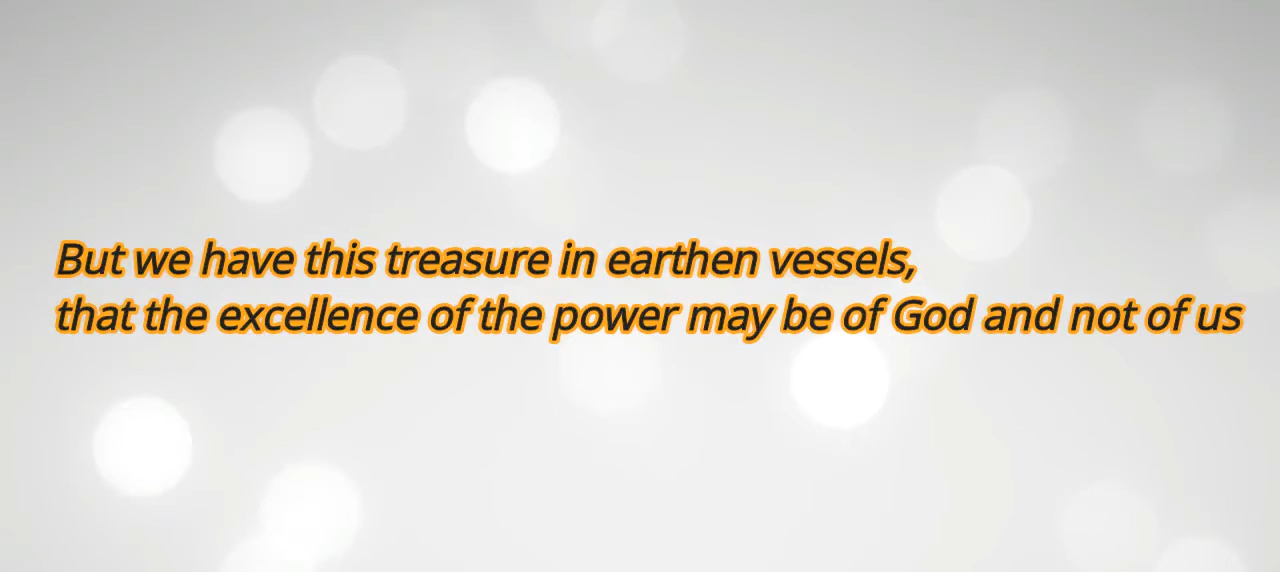 But we have this treasure in earthen vessels,
that the excellence of the power may be of God and not of us